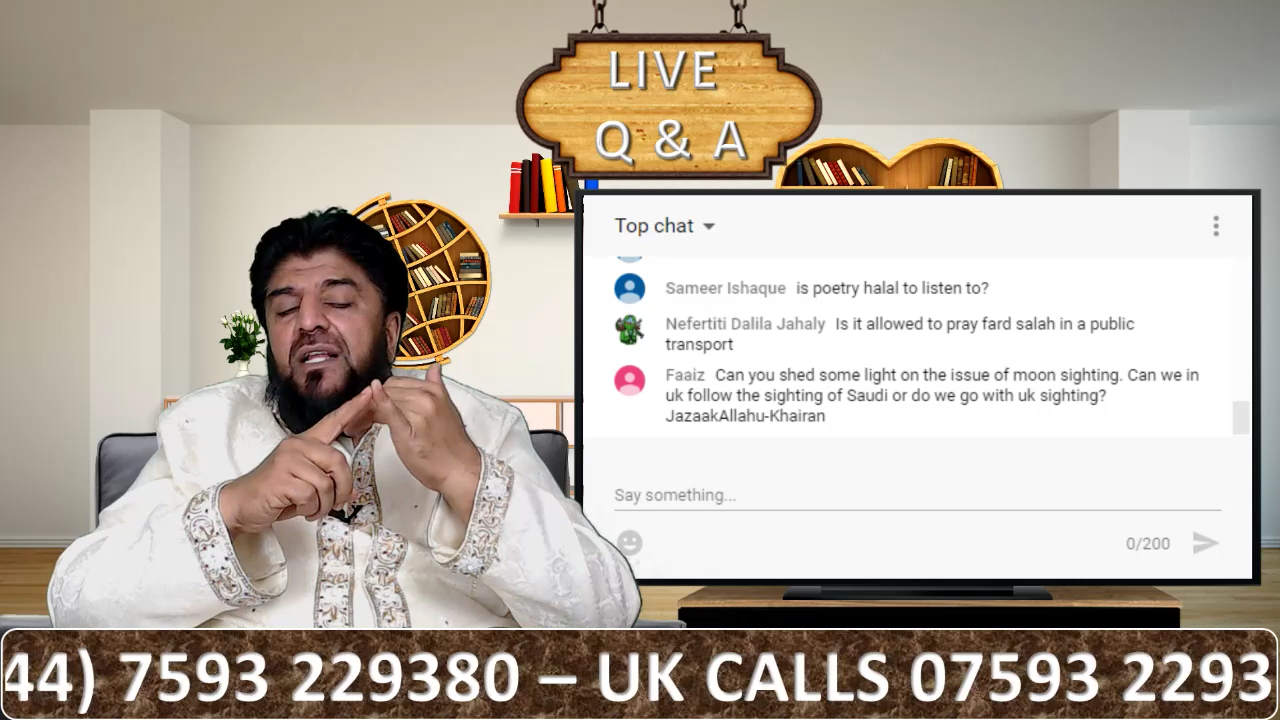 LIVE
Q & A
Top chat
Sameer Ishaque is poetry halal to listen to?
Nefertiti Dalila Jahaly Is it allowed to pray fard salah in a public
transport
Faaiz Can you shed some light on the issue of moon sighting. Can we in
uk follow the sighting of Saudi or do we go with uk sighting?
JazaakAllahu-Khairan
Say something...
0/200
44) 7593 229380 – UK CALLS 07593 2293